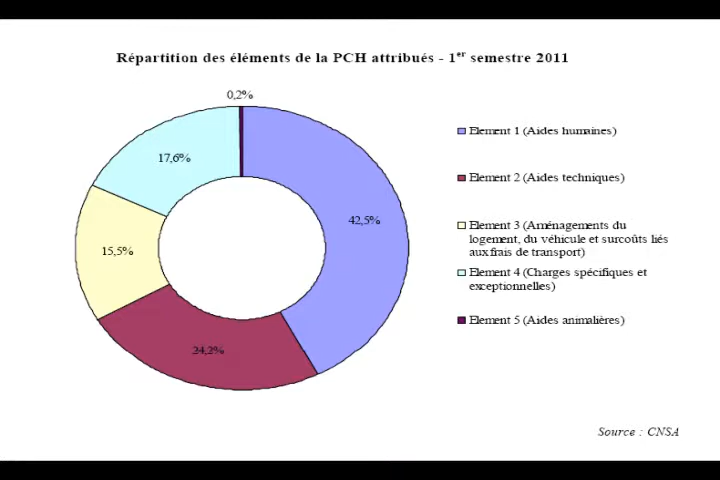 Répartition des éléments de la PCH attribués - 1er semestre 2011
0,2%
17,6%
42,5%
15,5%
24,2%
Element 1 (Aides humaines)
Element 2 (Aides techniques)
Element 3 (Aménagements du
logement, du véhicule et surcoûts liés
aux frais de transport)
Element 4 (Charges spécifiques et
exceptionnelles)
Element 5 (Aides animalières)
Source : CNSA